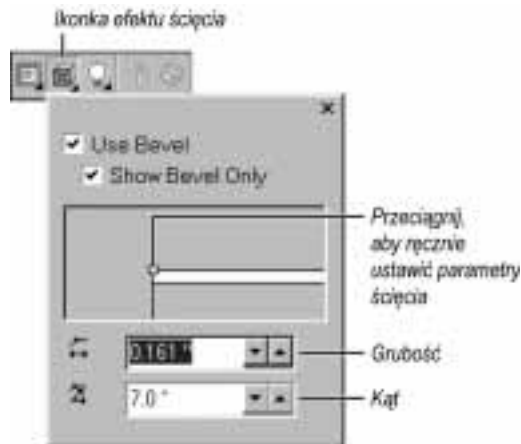 Ikonka efektu ścięcia
Use Bevel
Show Bevel Only
Przeciągnij,
aby ręcznie
ustawić parametry
ścięcia
0.161 "
Grubość
7.0 °
Kąt